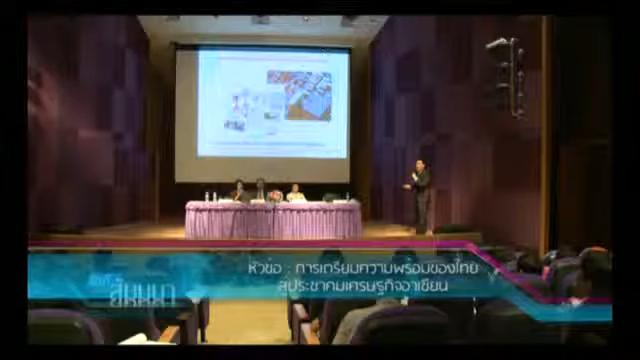 หัวข้อ : การเตรียมความพร้อมของไทย
สู่ประชาคมเศรษฐกิจอาเซียน
สัมมนา